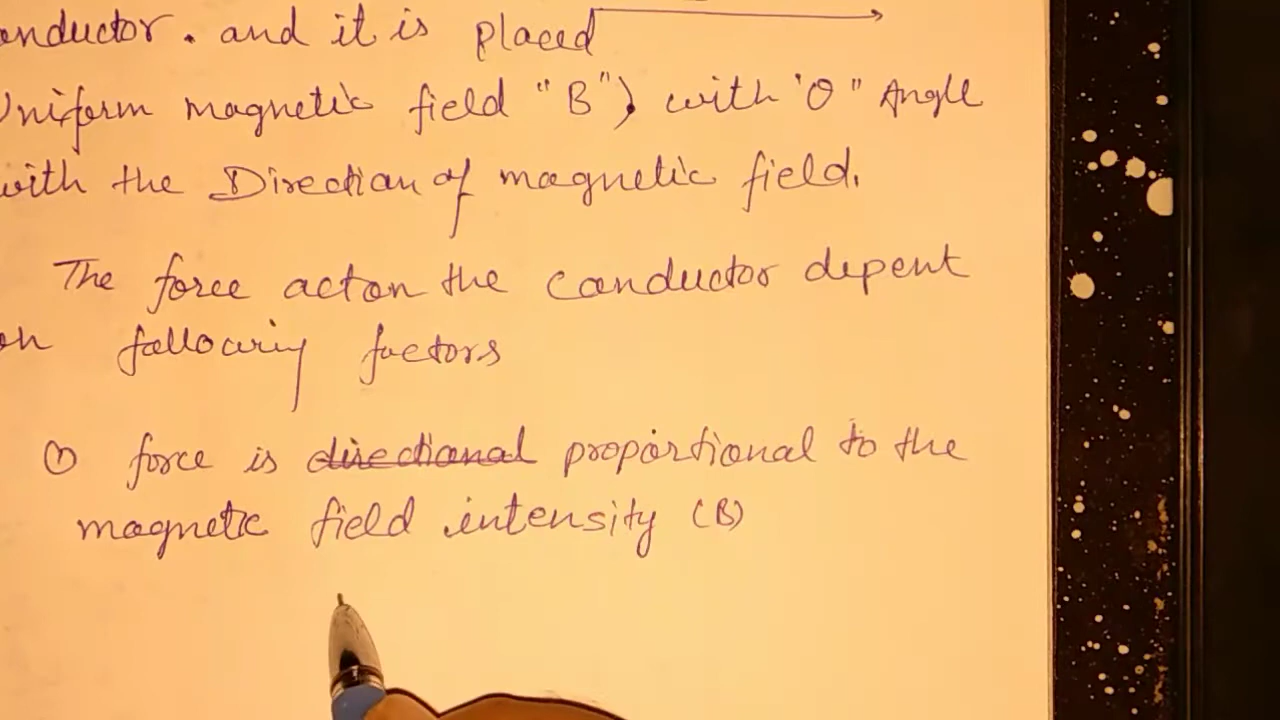 onductor. and it is placed
Uniform magnetic field "B") with 'θ" Angle
with the Direction of magnetic field.
The force act on the conductor depent
on following factors
① force is directional proportional to the
magnetic field intensity (B)